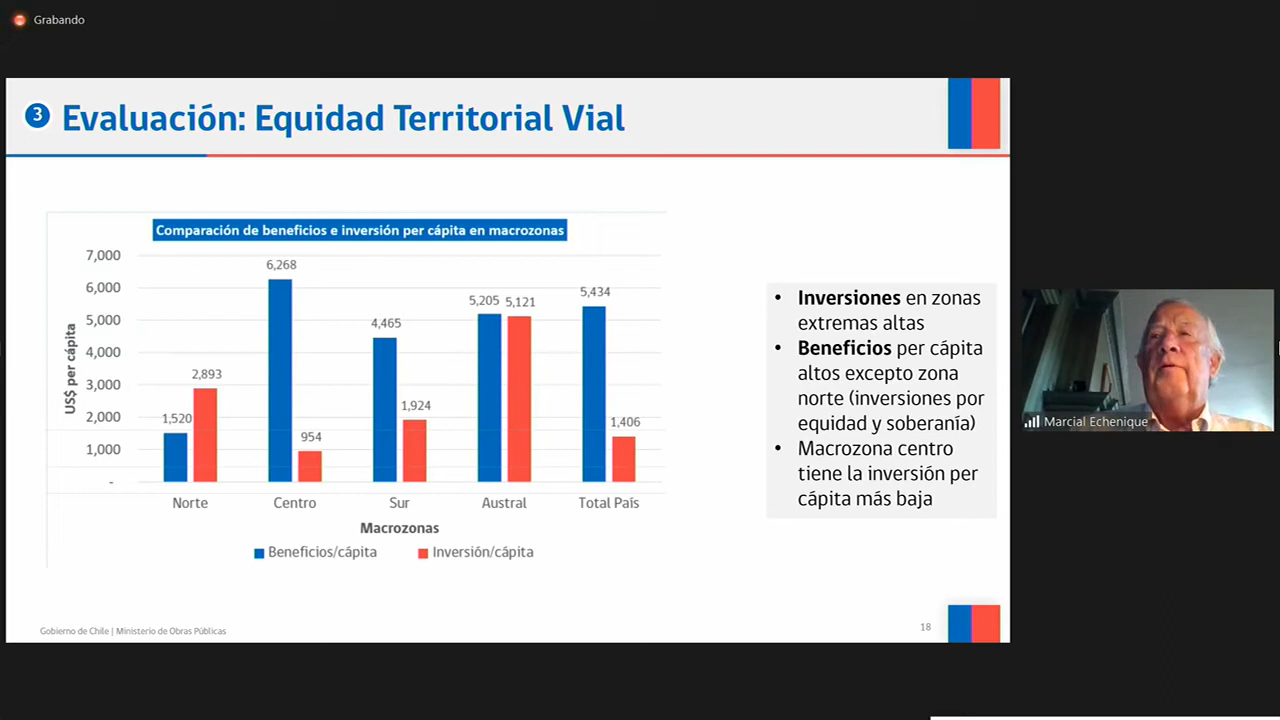 Grabando
3 Evaluación: Equidad Territorial Vial
Comparación de beneficios e inversión per cápita en macrozonas
US$ per cápita
7,000
6,000
5,000
4,000
3,000
2,000
1,000
-
1,520
2,893
6,268
954
4,465
1,924
5,205
5,121
5,434
1,406
Norte
Centro
Sur
Austral
Total País
Macrozonas
Beneficios/cápita
Inversión/cápita
• Inversiones en zonas
extremas altas
• Beneficios per cápita
altos excepto zona
norte (inversiones por
equidad y soberanía)
• Macrozona centro
tiene la inversión per
cápita más baja
Marcial Echenique
Gobierno de Chile | Ministerio de Obras Públicas
18